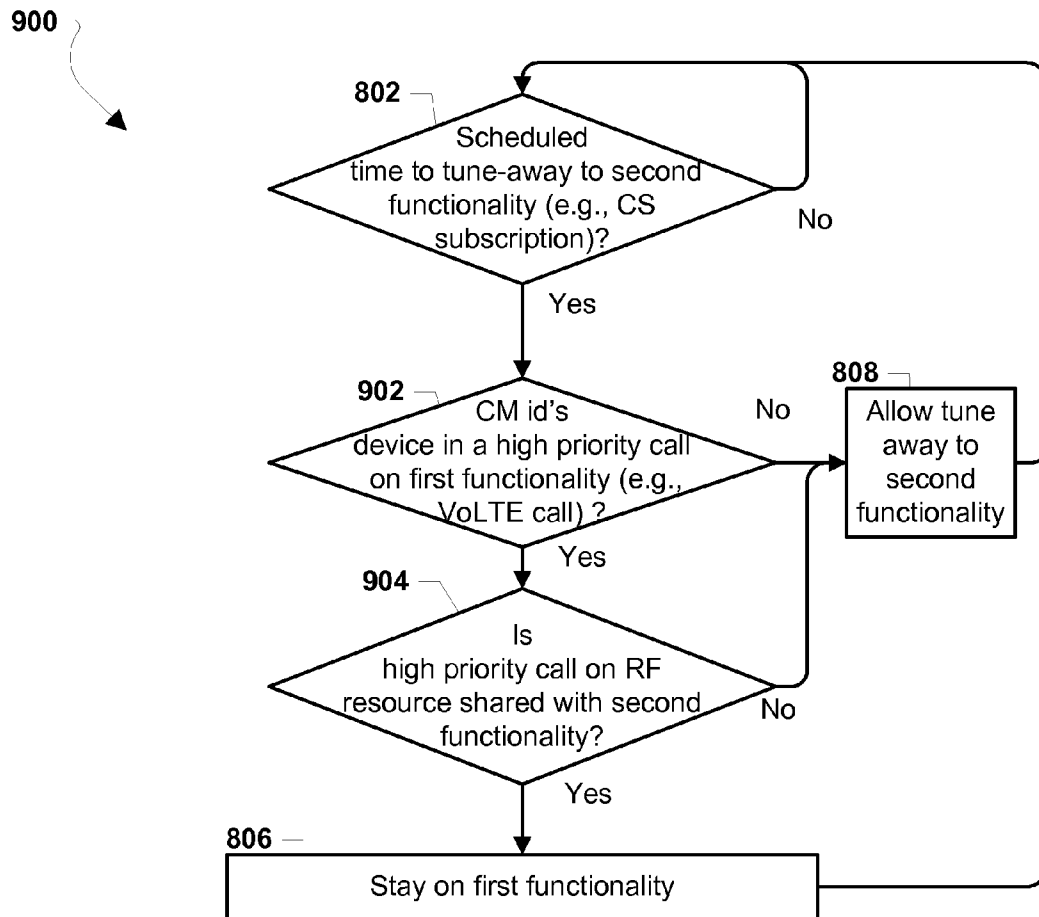 900
802
Scheduled
time to tune-away to second
functionality (e.g., CS
subscription)?
No
Yes
902
CM id's
device in a high priority call
on first functionality (e.g.,
VoLTE call) ?
No
808
Allow tune
away to
second
functionality
Yes
904
Is
high priority call on RF
resource shared with second
functionality?
No
Yes
806
Stay on first functionality